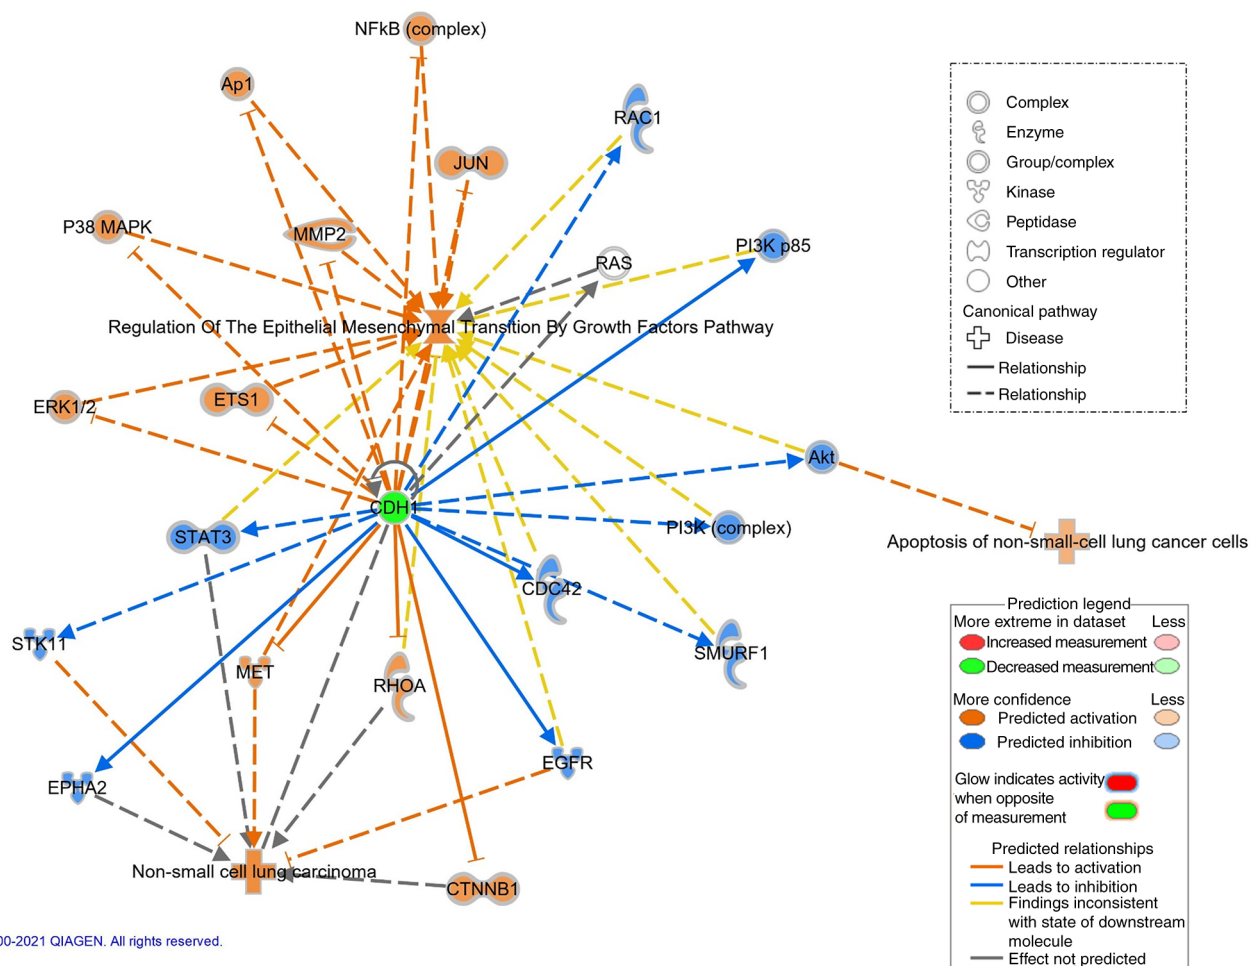 NFkB (complex)
Ap1
RAC1
JUN
P38 MAPK
MMP2
PI3K p85
RAS
Regulation Of The Epithelial Mesenchymal Transition By Growth Factors Pathway
ERK1/2
ETS1
Akt
CDH1
STAT3
PI3K (complex)
Apoptosis of non-small-cell lung cancer cells
CDC42
STK11
SMURF1
MET
RHOA
EGFR
EPHA2
Non-small cell lung carcinoma
CTNNB1
00-2021 QIAGEN. All rights reserved.
Complex
Enzyme
Group/complex
Kinase
Peptidase
Transcription regulator
Other
Canonical pathway
Disease
Relationship
Relationship
Prediction legend
More extreme in dataset Less
Increased measurement
Decreased measurement
More confidence Less
Predicted activation
Predicted inhibition
Glow indicates activity
when opposite
of measurement
Predicted relationships
Leads to activation
Leads to inhibition
Findings inconsistent
with state of downstream
molecule
Effect not predicted